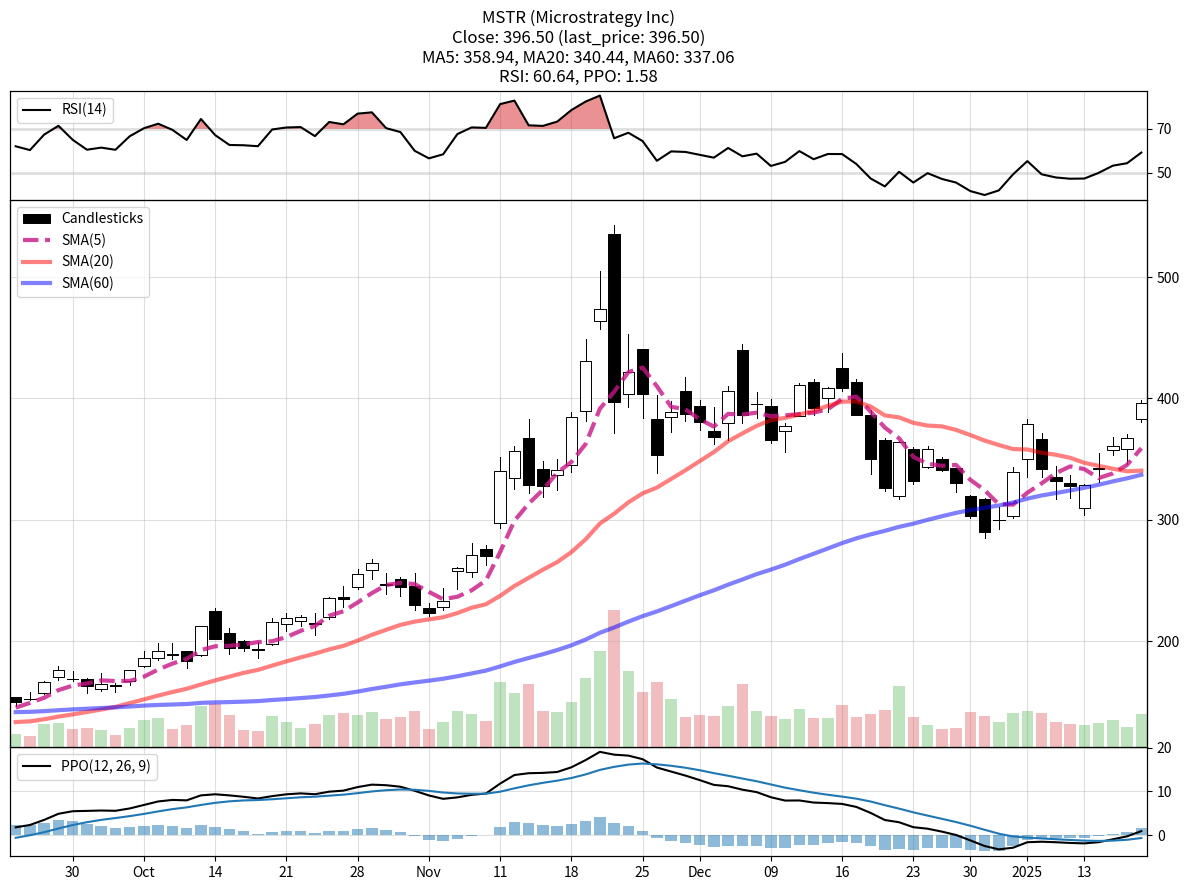 MSTR (Microstrategy Inc)
Close: 396.50 (last_price: 396.50)
MA5: 358.94, MA20: 340.44, MA60: 337.06
RSI: 60.64, PPO: 1.58
RSI(14)
70
50
Candlesticks
SMA(5)
SMA(20)
SMA(60)
500
400
300
200
PPO(12, 26, 9)
20
10
0
30 Oct 14 21 28 Nov 11 18 25 Dec 09 16 23 30 2025 13